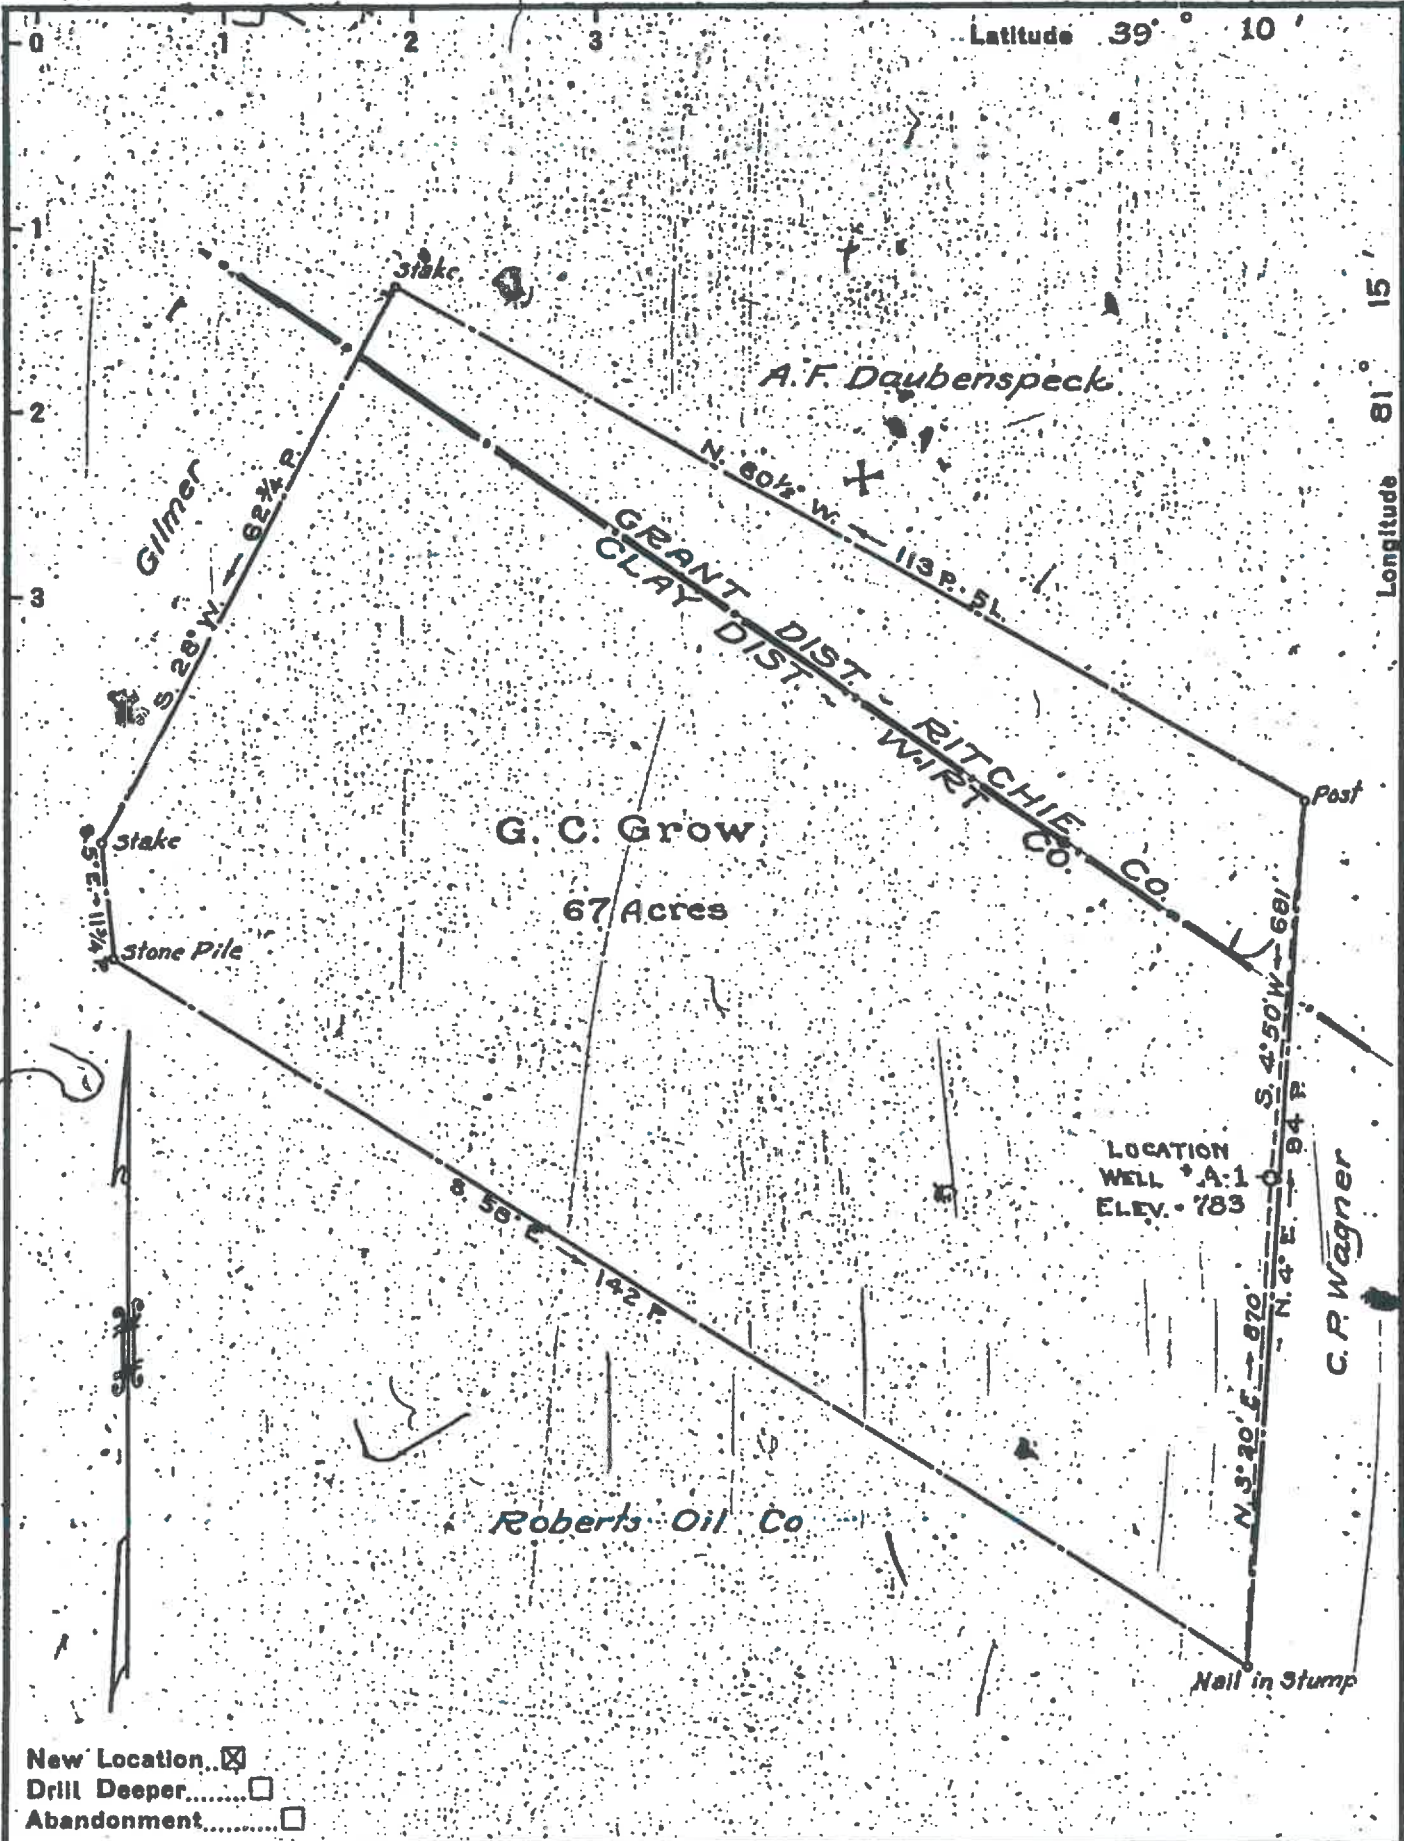 0 1 2 3 Latitude 39° 10'
1
2
3
Longitude 81° 15'
Stake
A.F. Daubenspeck
N. 60½° W. ← 113 P. 5 L.
Gilmer
S. 28° W. ← 62¾ P.
GRANT DIST. - RITCHIE CO.
CLAY DIST. - WIRT CO.
Post
Stake
S. 5° E.
Stone Pile
G. C. Grow
67 Acres
S. 4° 50' W ← 681'
LOCATION
WELL # A-1
ELEV. - 783
N. 4° E. → 94 P.
C. P. Wagner
N. 3° 20' E. → 870'
S. 58° E. → 142 P.
Roberts Oil Co
Nail in Stump
New Location..☒
Drill Deeper........☐
Abandonment..........☐